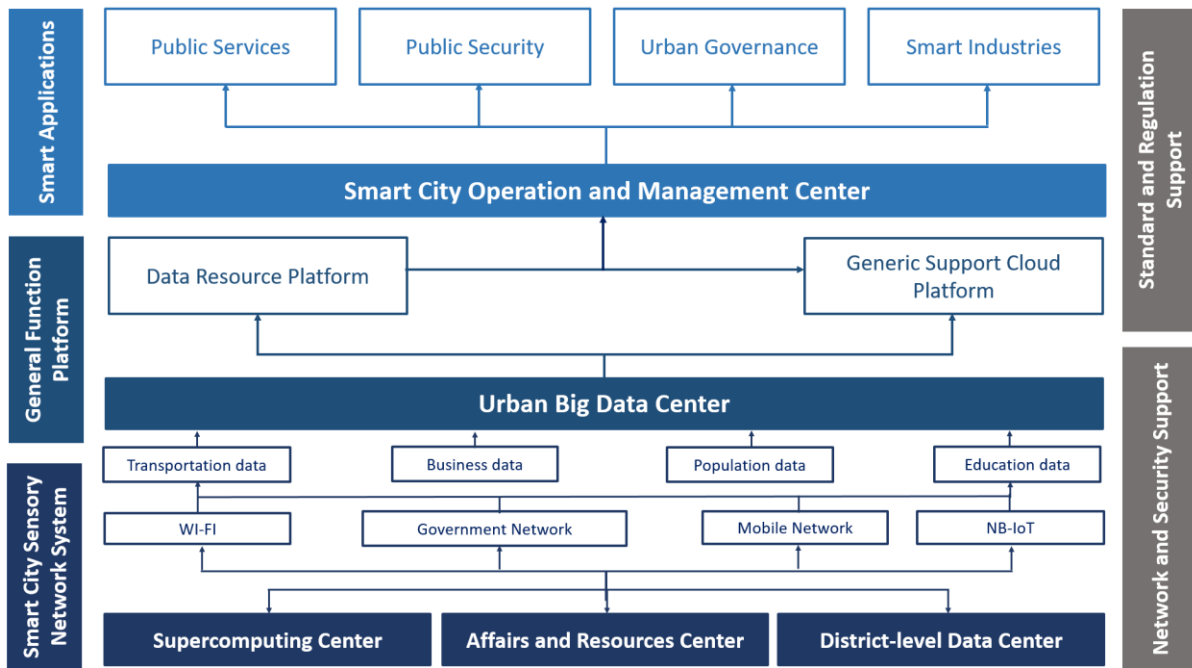 Smart Applications
Public Services
Public Security
Urban Governance
Smart Industries
Smart City Operation and Management Center
General Function
Platform
Data Resource Platform
Generic Support Cloud
Platform
Urban Big Data Center
Smart City Sensory
Network System
Transportation data
Business data
Population data
Education data
WI-FI
Government Network
Mobile Network
NB-IoT
Supercomputing Center
Affairs and Resources Center
District-level Data Center
Standard and Regulation
Support
Network and Security Support